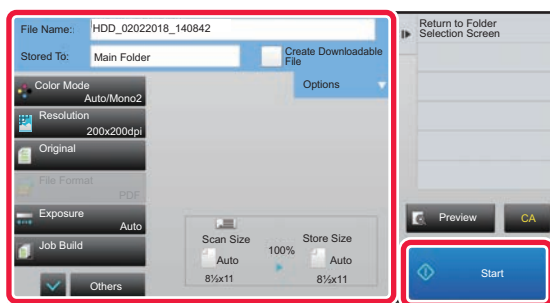 File Name::
HDD_02022018_140842
Stored To:
Main Folder
Create Downloadable
File
Options
Color Mode
Auto/Mono2
Resolution
200x200dpi
Original
File Format
PDF
Exposure
Auto
Job Build
Others
Scan Size
Auto
8½x11
100%
Store Size
Auto
8½x11
Return to Folder
Selection Screen
Preview
CA
Start